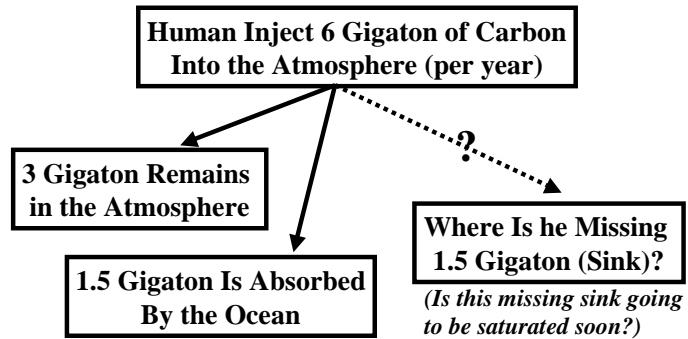 Human Inject 6 Gigaton of Carbon
Into the Atmosphere (per year)
?
3 Gigaton Remains
in the Atmosphere
Where Is he Missing
1.5 Gigaton (Sink)?
1.5 Gigaton Is Absorbed
By the Ocean
(Is this missing sink going
to be saturated soon?)